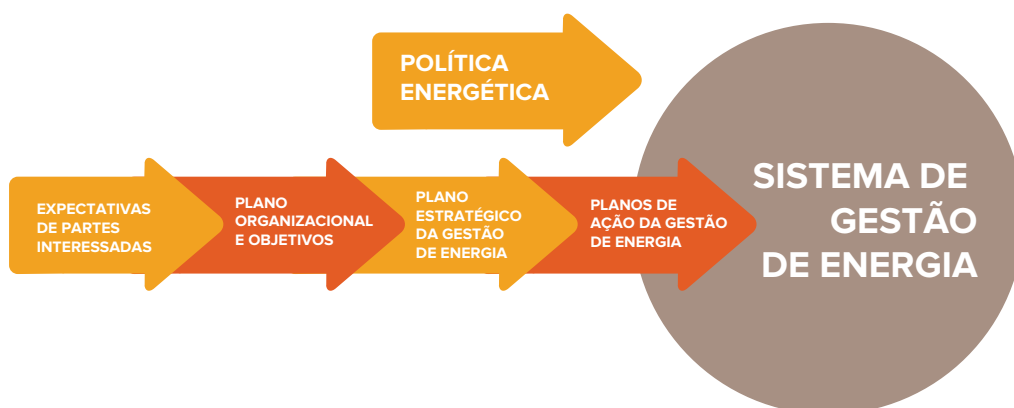 POLÍTICA
ENERGÉTICA
EXPECTATIVAS
DE PARTES
INTERESSADAS
PLANO
ORGANIZACIONAL
E OBJETIVOS
PLANO
ESTRATÉGICO
DA GESTÃO
DE ENERGIA
PLANOS DE
AÇÃO DA GESTÃO
DE ENERGIA
SISTEMA DE
GESTÃO
DE ENERGIA